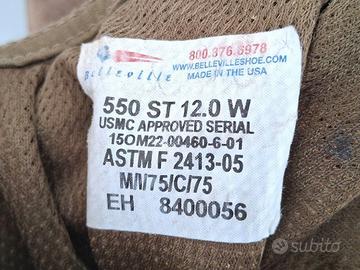 Belleville
800.376.6978
WWW.BELLEVILLESHOE.COM
MADE IN THE USA
550 ST 12.0 W
USMC APPROVED SERIAL
15OM22-00460-6-01
ASTM F 2413-05
M/I/75/C/75
EH 8400056
subito